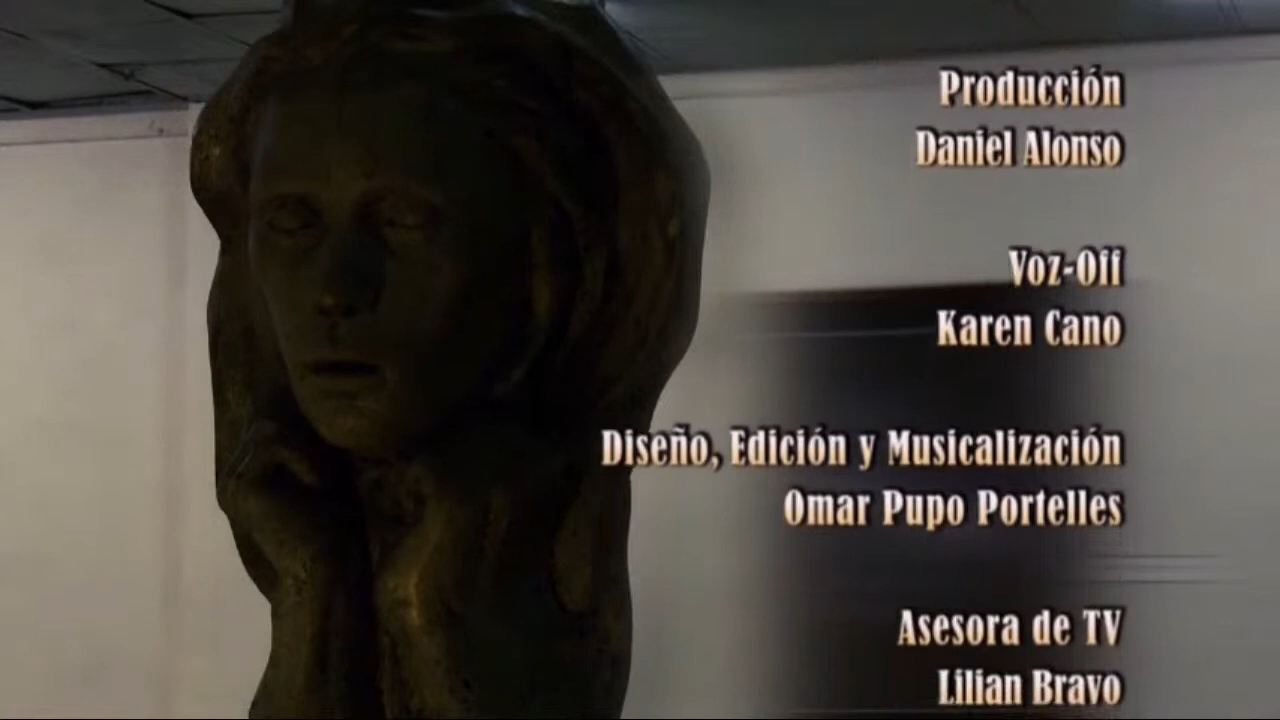 Producción
Daniel Alonso
Voz-Off
Karen Cano
Diseño, Edición y Musicalización
Omar Pupo Portelles
Asesora de TV
Lilian Bravo